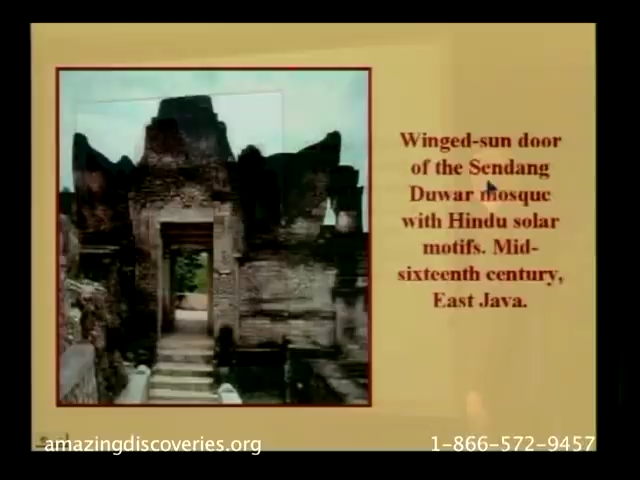 Winged-sun door
of the Sendang
Duwar mosque
with Hindu solar
motifs. Mid-
sixteenth century,
East Java.
amazingdiscoveries.org
1-866-572-9457